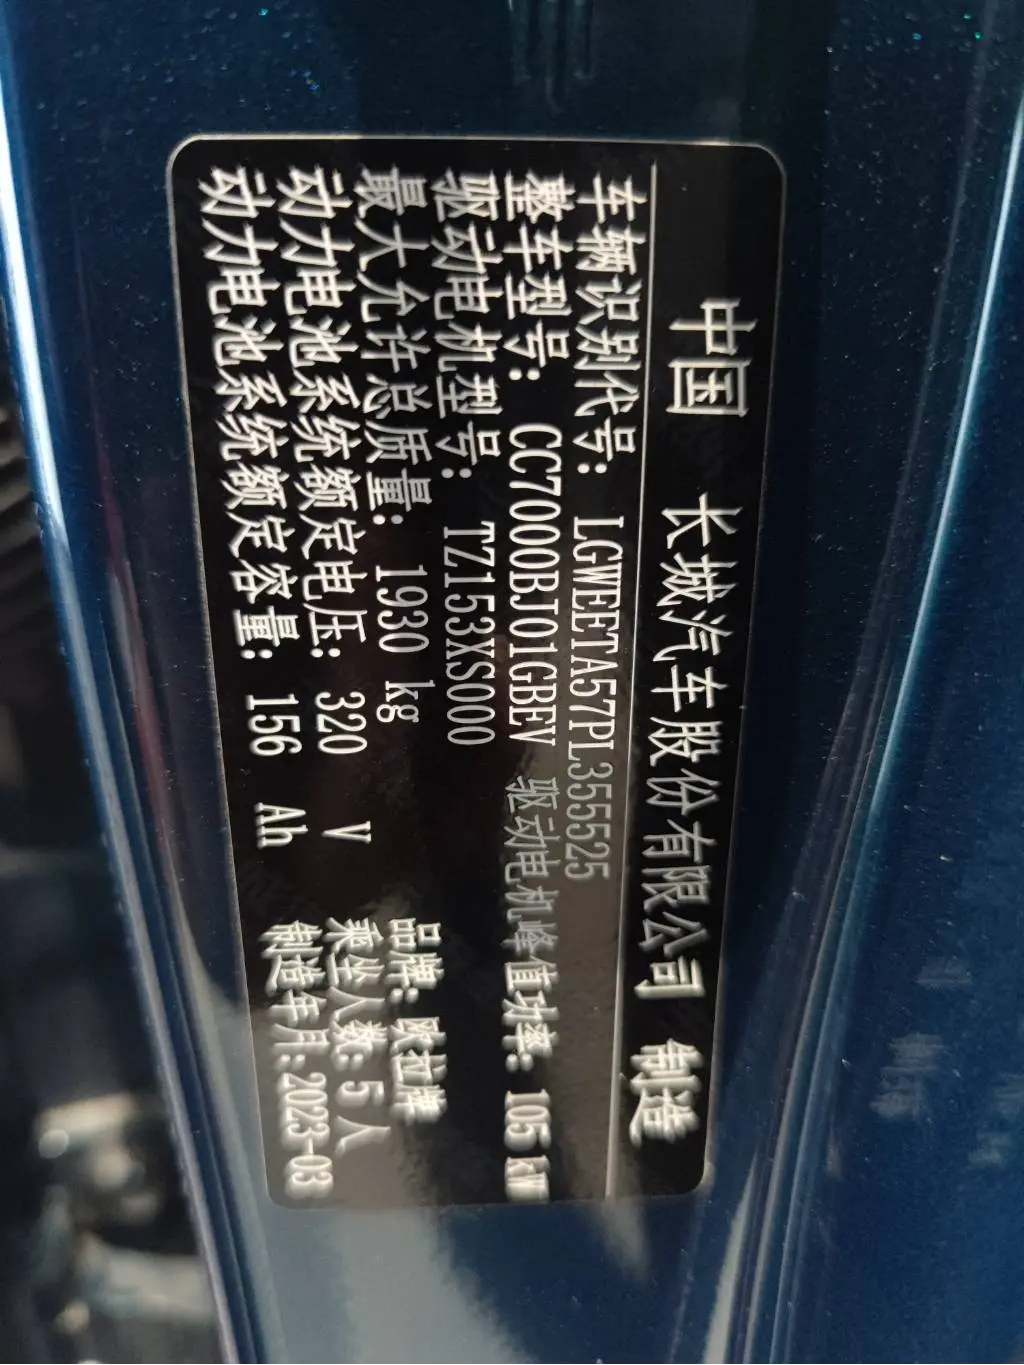 中国 长城汽车股份有限公司 制造
车辆识别代号: LGWEETA57PL355525
整车型号: CC7000BJ01GBEV 驱动电机峰值功率: 105 kW
驱动电机型号: TZ153XS000
最大允许总质量: 1930 kg 品牌: 欧拉牌
动力电池系统额定电压: 320 V 乘坐人数: 5 人
动力电池系统额定容量: 156 Ah 制造年月: 2023-03